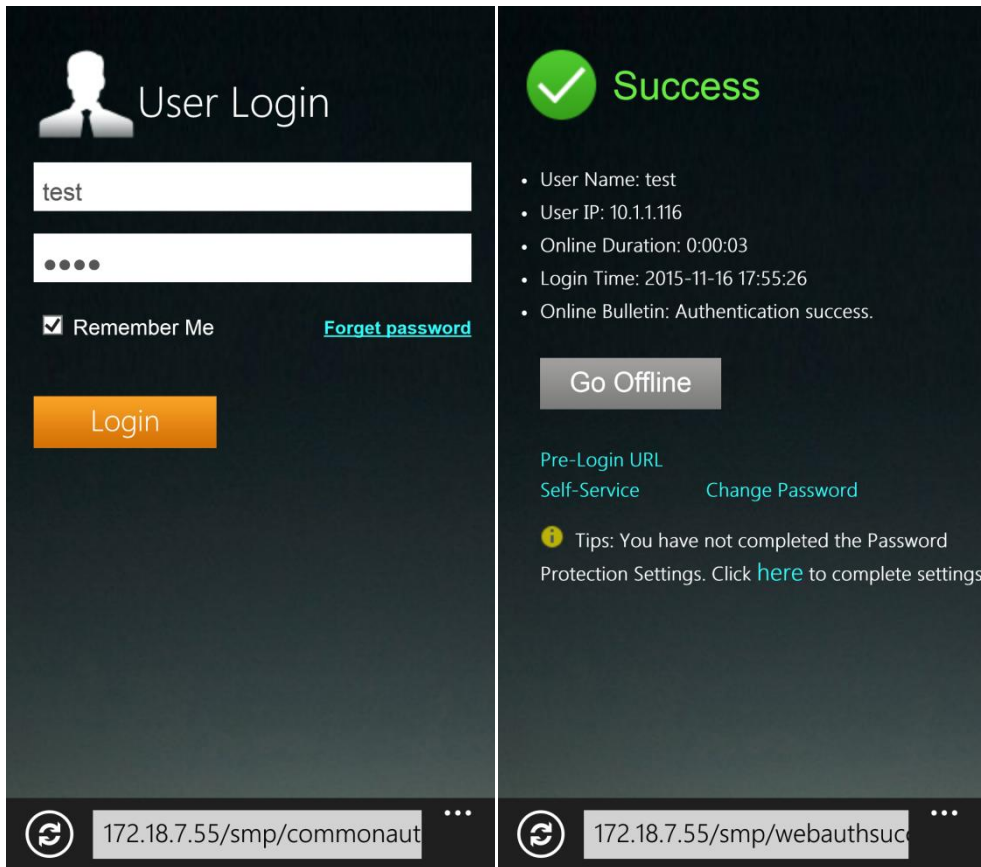 User Login
test
Remember Me
Forget password
Login
172.18.7.55/smp/commonaut
Success
• User Name: test
• User IP: 10.1.1.116
• Online Duration: 0:00:03
• Login Time: 2015-11-16 17:55:26
• Online Bulletin: Authentication success.
Go Offline
Pre-Login URL
Self-Service
Change Password
Tips: You have not completed the Password
Protection Settings. Click here to complete settings
172.18.7.55/smp/webauthsucc